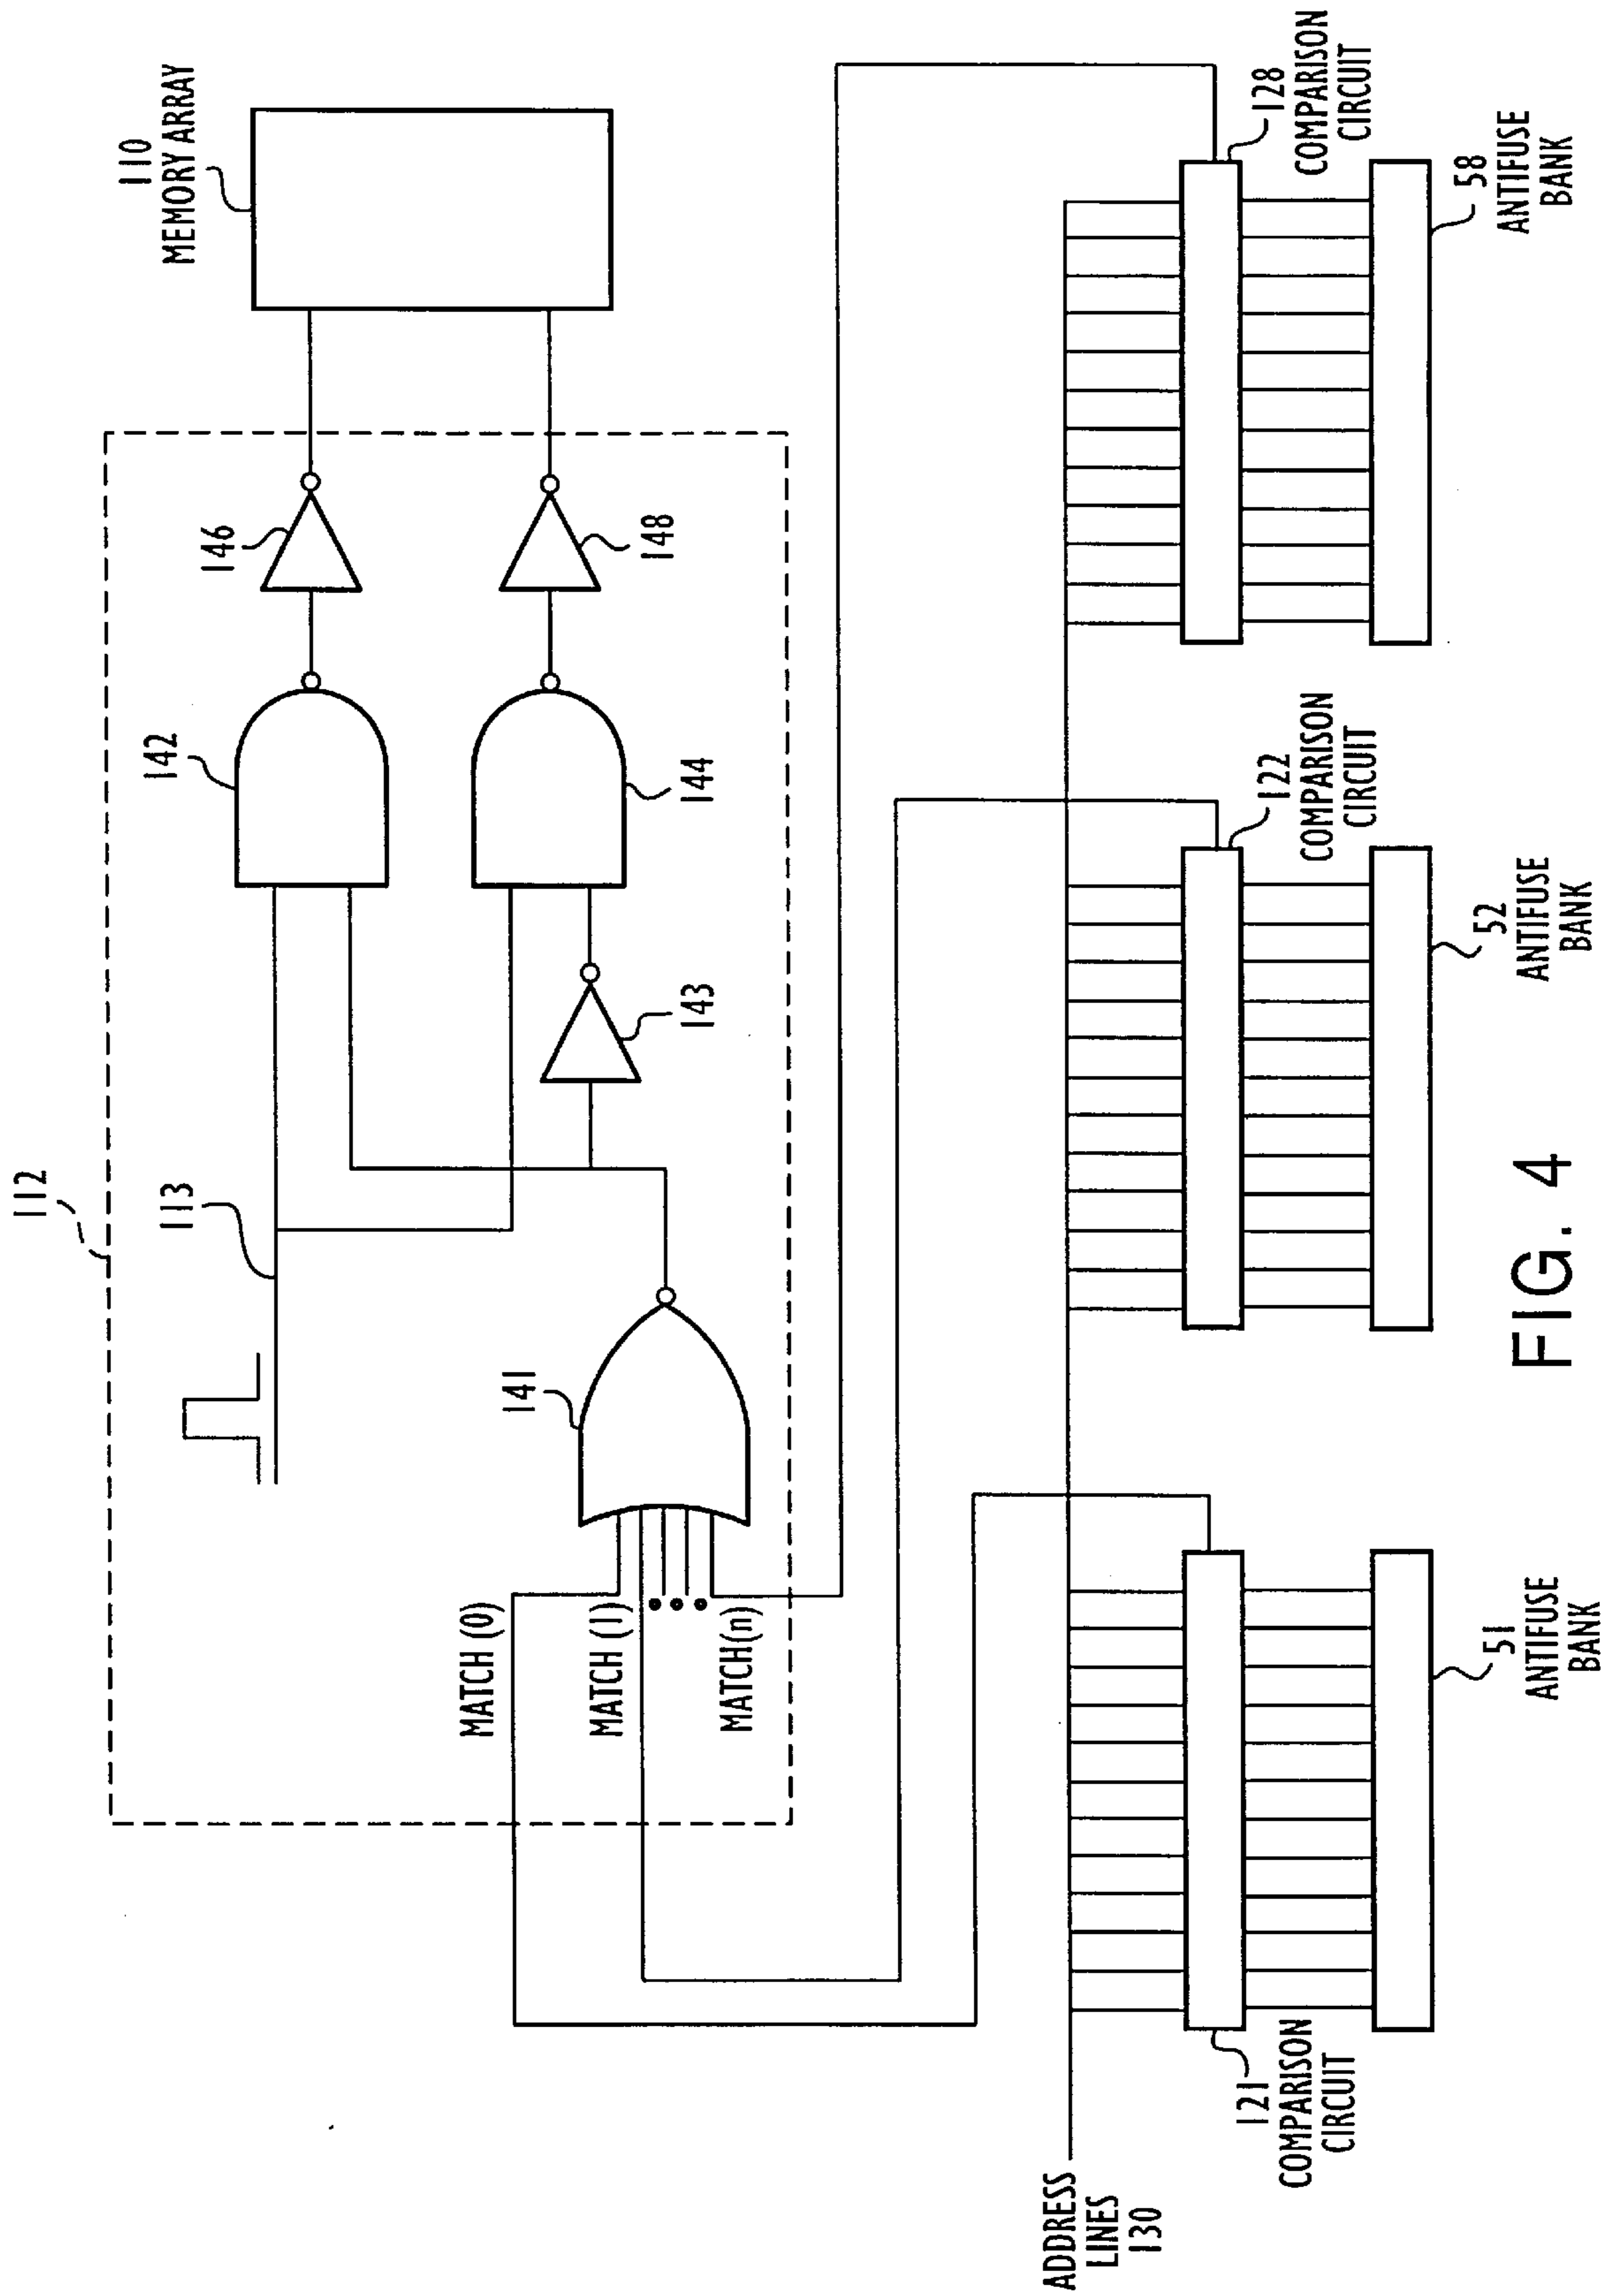 112
113
110
MEMORY ARRAY
142
146
144
148
143
141
MATCH (0)
MATCH (1)
MATCH(n)
ADDRESS
LINES
130
121
COMPARISON
CIRCUIT
122
COMPARISON
CIRCUIT
128
COMPARISON
CIRCUIT
51
ANTIFUSE
BANK
52
ANTIFUSE
BANK
58
ANTIFUSE
BANK
FIG. 4